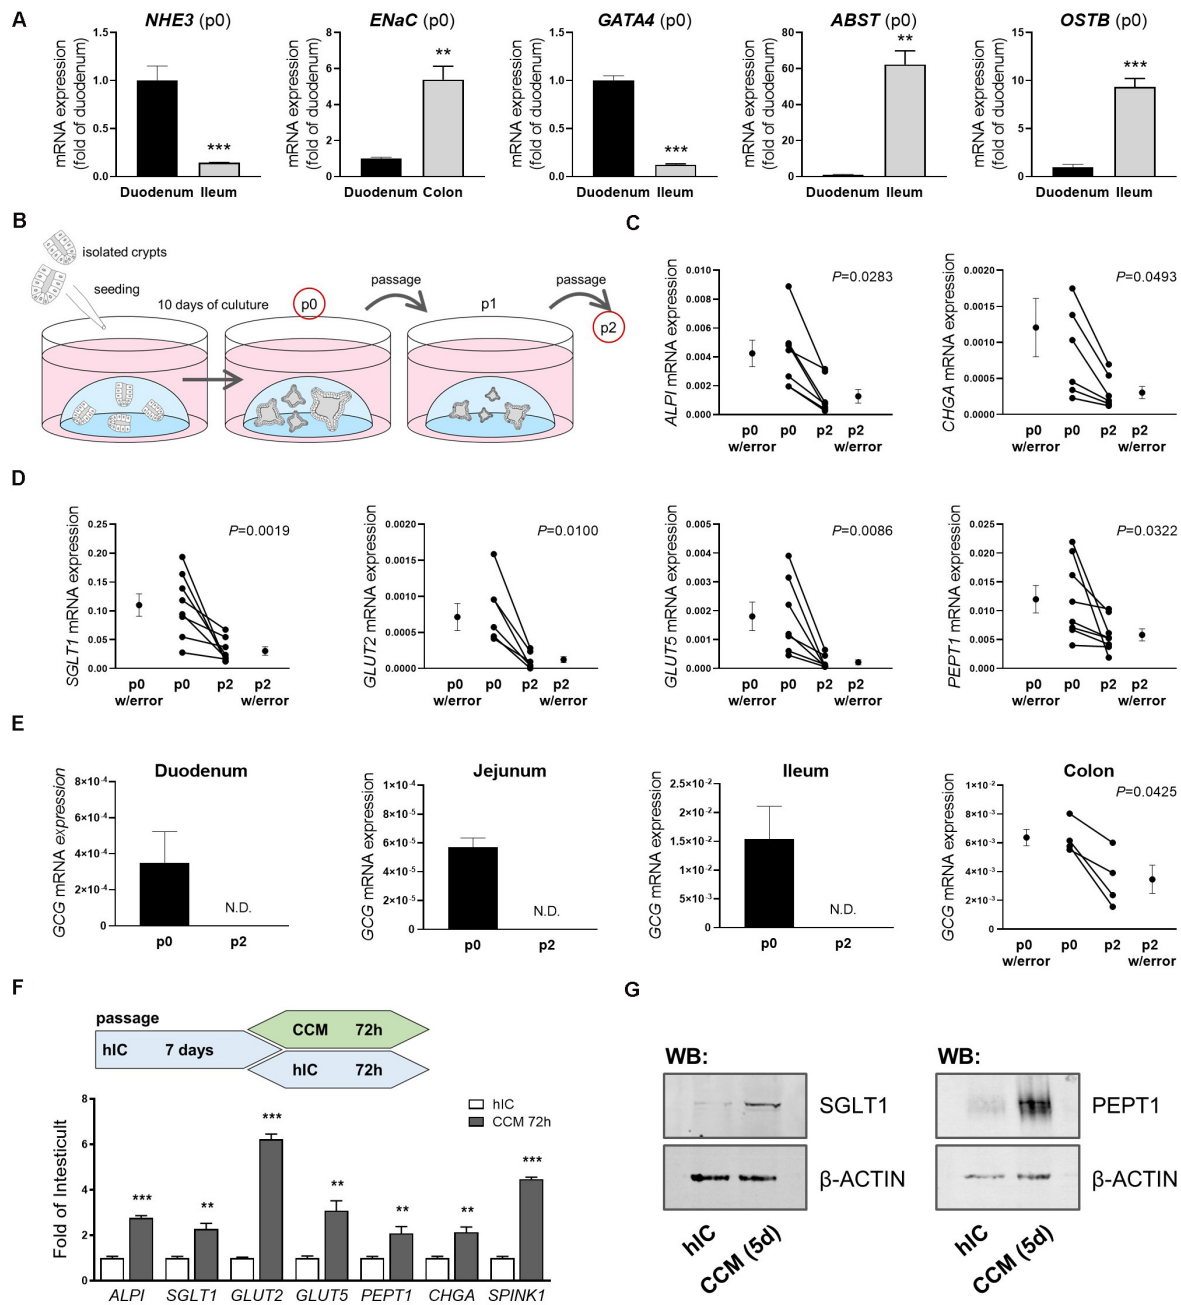 A
NHE3 (p0)
mRNA expression
(fold of duodenum)
1.5
1.0
0.5
0.0
Duodenum Ileum
***
ENaC (p0)
mRNA expression
(fold of duodenum)
8
6
4
2
0
Duodenum Colon
**
GATA4 (p0)
mRNA expression
(fold of duodenum)
1.5
1.0
0.5
0.0
Duodenum Ileum
***
ABST (p0)
mRNA expression
(fold of duodenum)
80
60
40
20
0
Duodenum Ileum
**
OSTB (p0)
mRNA expression
(fold of duodenum)
15
10
5
0
Duodenum Ileum
***
B
isolated crypts
seeding
10 days of culuture
p0
passage
p1
passage
p2
C
ALPI mRNA expression
0.010
0.008
0.006
0.004
0.002
0.000
P=0.0283
p0 p0 p2 p2
w/error w/error
CHGA mRNA expression
0.0020
0.0015
0.0010
0.0005
0.0000
P=0.0493
p0 p0 p2 p2
w/error w/error
D
SGLT1 mRNA expression
0.25
0.20
0.15
0.10
0.05
0.00
P=0.0019
p0 p0 p2 p2
w/error w/error
GLUT2 mRNA expression
0.0020
0.0015
0.0010
0.0005
0.0000
P=0.0100
p0 p0 p2 p2
w/error w/error
GLUT5 mRNA expression
0.005
0.004
0.003
0.002
0.001
0.000
P=0.0086
p0 p0 p2 p2
w/error w/error
PEPT1 mRNA expression
0.025
0.020
0.015
0.010
0.005
0.000
P=0.0322
p0 p0 p2 p2
w/error w/error
E
Duodenum
GCG mRNA expression
8×10⁻⁴
6×10⁻⁴
4×10⁻⁴
2×10⁻⁴
0
N.D.
p0 p2
Jejunum
GCG mRNA expression
1×10⁻⁴
8×10⁻⁵
6×10⁻⁵
4×10⁻⁵
2×10⁻⁵
0
N.D.
p0 p2
Ileum
GCG mRNA expression
2.5×10⁻²
2×10⁻²
1.5×10⁻²
1×10⁻²
5×10⁻³
0
N.D.
p0 p2
Colon
GCG mRNA expression
1×10⁻²
8×10⁻³
6×10⁻³
4×10⁻³
2×10⁻³
0
P=0.0425
p0 p0 p2 p2
w/error w/error
F
passage
hIC 7 days
CCM 72h
hIC 72h
Fold of Intesticult
8
6
4
2
0
hIC
CCM 72h
*** ** *** ** ** ** ***
ALPI SGLT1 GLUT2 GLUT5 PEPT1 CHGA SPINK1
G
WB:
SGLT1
β-ACTIN
hIC
CCM (5d)
WB:
PEPT1
β-ACTIN
hIC
CCM (5d)